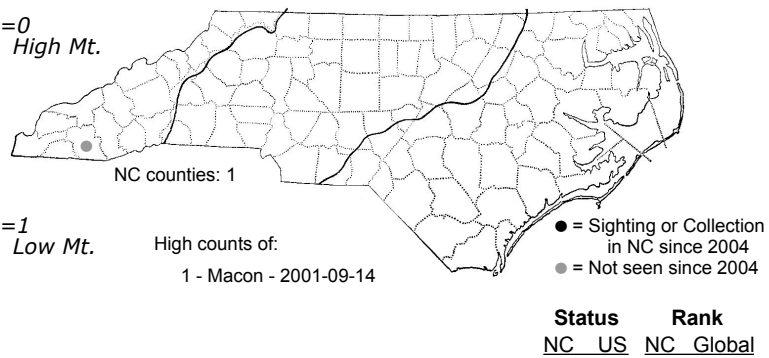 =0
High Mt.
NC counties: 1
=1
Low Mt.
High counts of:
1 - Macon - 2001-09-14
● = Sighting or Collection
in NC since 2004
● = Not seen since 2004
Status Rank
NC US NC Global